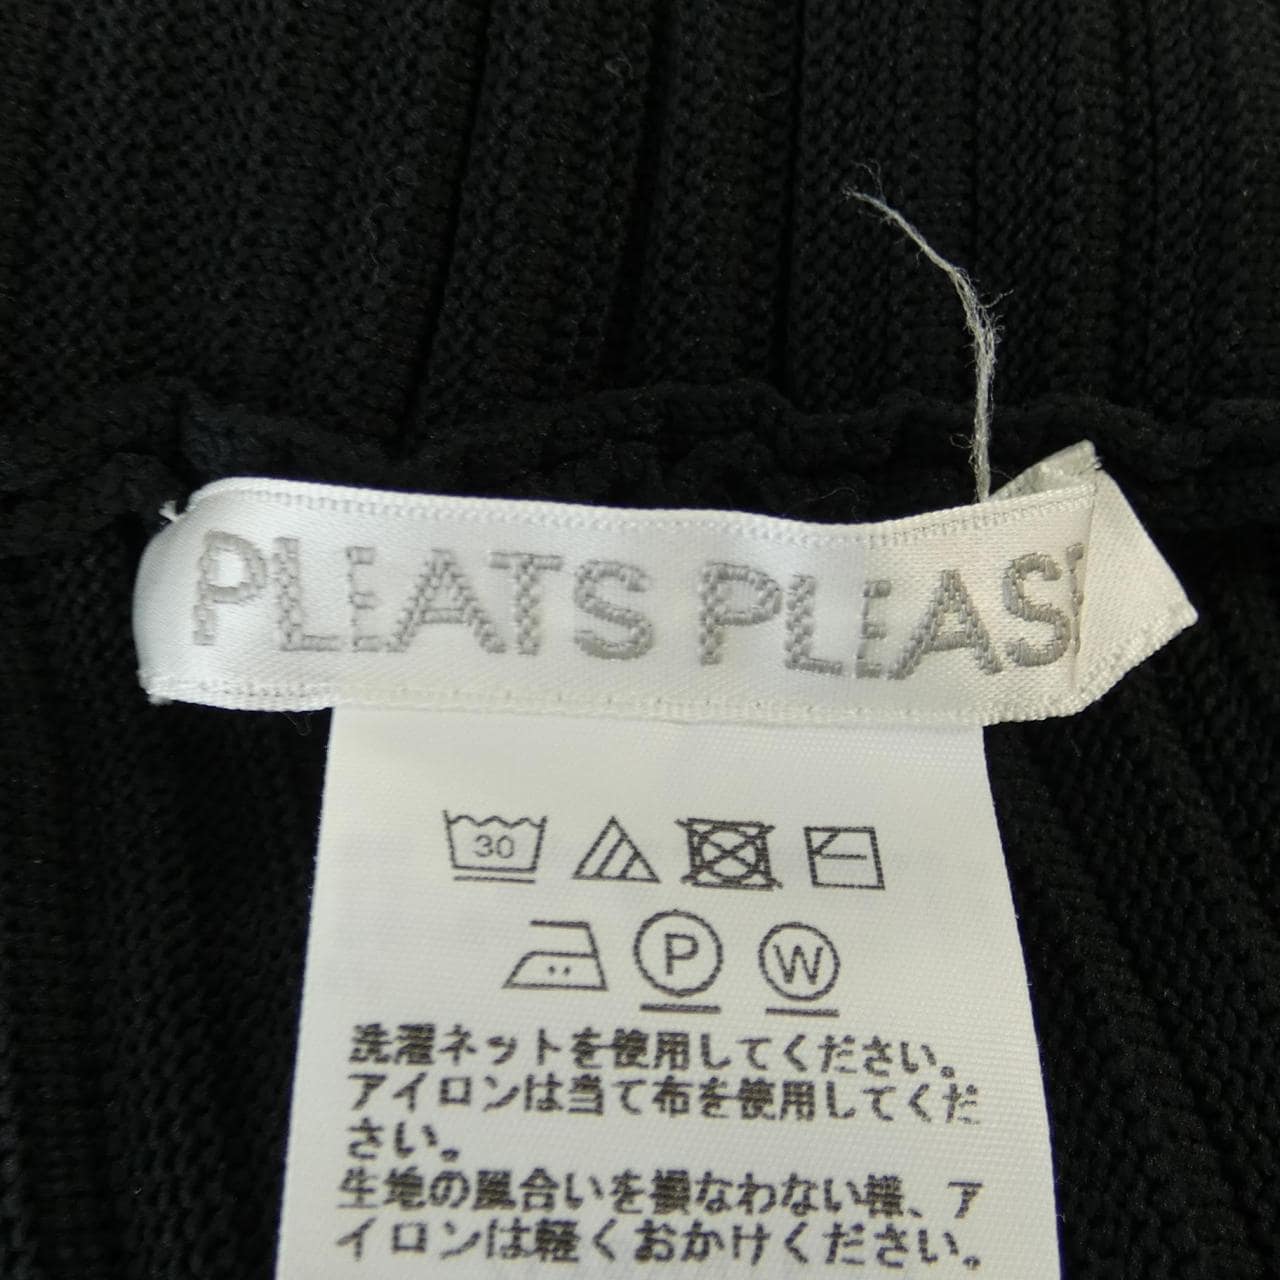 PLEATS PLEAS
30
P W
洗濯ネットを使用してください。
アイロンは当て布を使用してくだ
さい。
生地の風合いを損なわない様、ア
イロンは軽くおかけください。